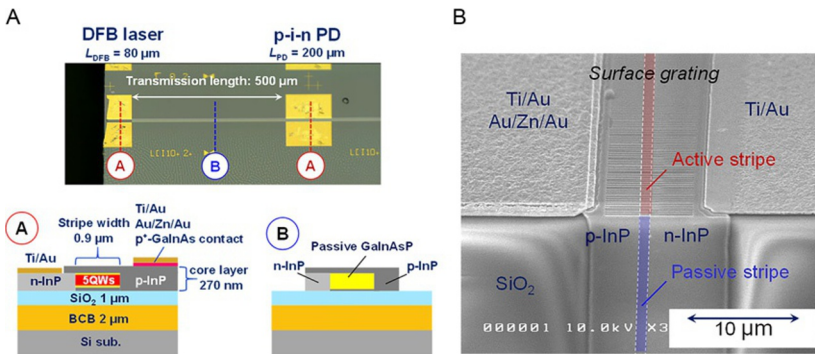 A
DFB laser
L_DFB = 80 µm
p-i-n PD
L_PD = 200 µm
Transmission length: 500 µm
A
B
A
A
Stripe width
0.9 µm
Ti/Au
Au/Zn/Au
p⁺-GaInAs contact
Ti/Au
n-InP
5QWs
p-InP
core layer
270 nm
SiO₂ 1 µm
BCB 2 µm
Si sub.
B
Passive GaInAsP
n-InP
p-InP
B
Surface grating
Ti/Au
Au/Zn/Au
Ti/Au
Active stripe
p-InP
n-InP
SiO₂
Passive stripe
000001 10.0kV X3
10 µm